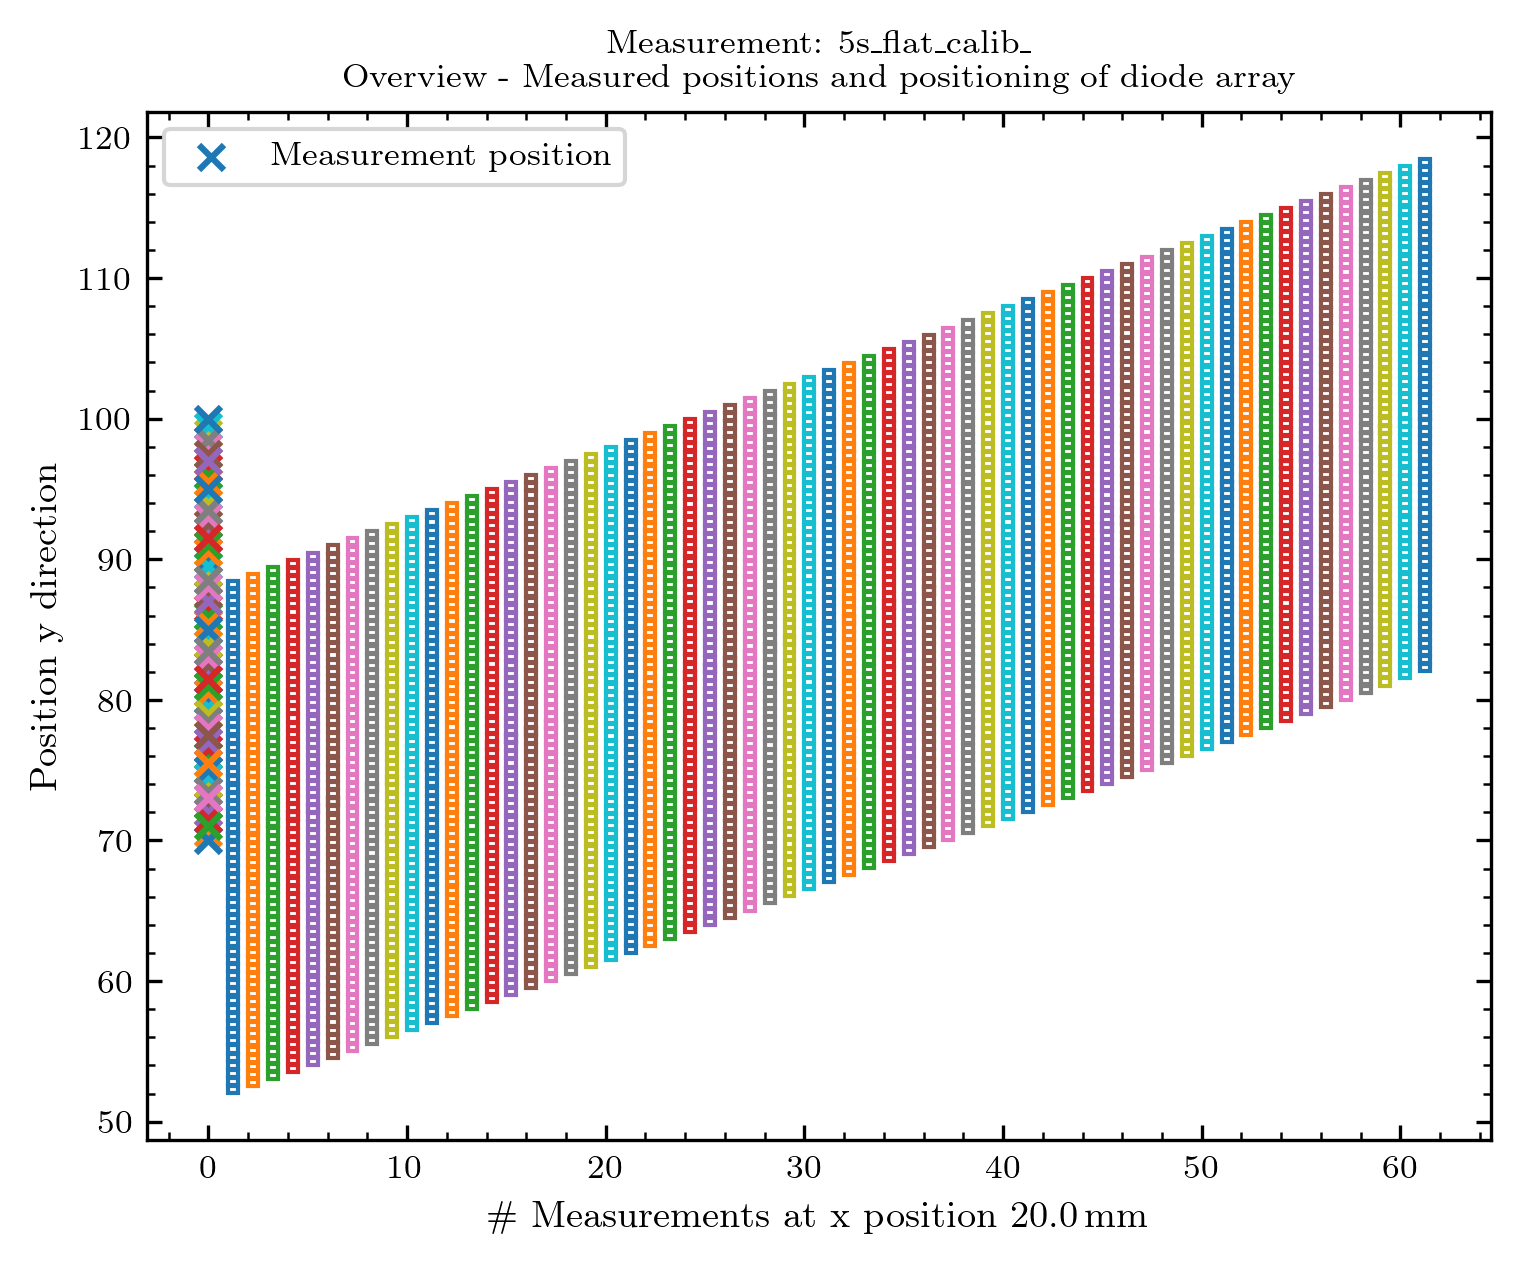 Measurement: 5s_flat_calib_
Overview - Measured positions and positioning of diode array
Measurement position
120
110
100
90
80
70
60
50
Position y direction
0 10 20 30 40 50 60
# Measurements at x position 20.0 mm